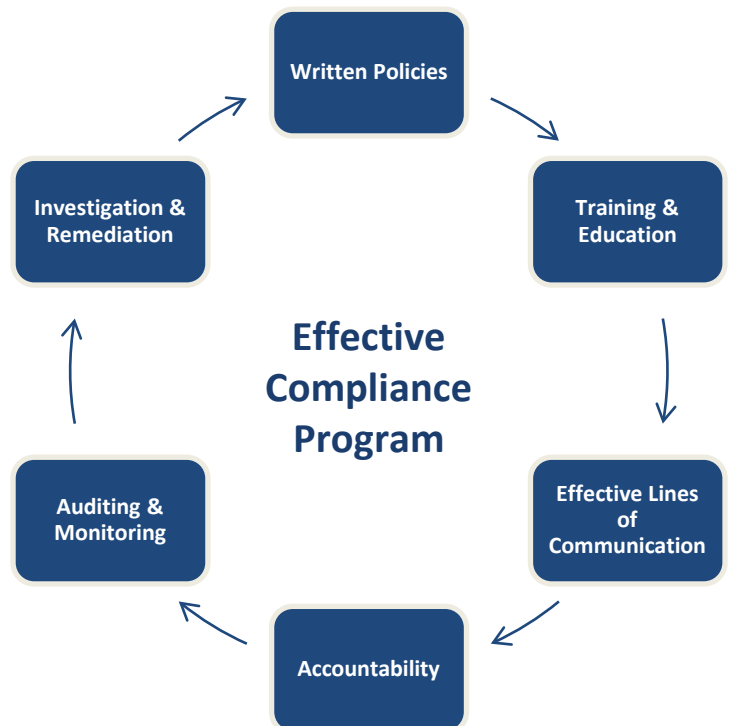 Written Policies
Training &
Education
Effective Lines
of
Communication
Accountability
Auditing &
Monitoring
Investigation &
Remediation
Effective
Compliance
Program